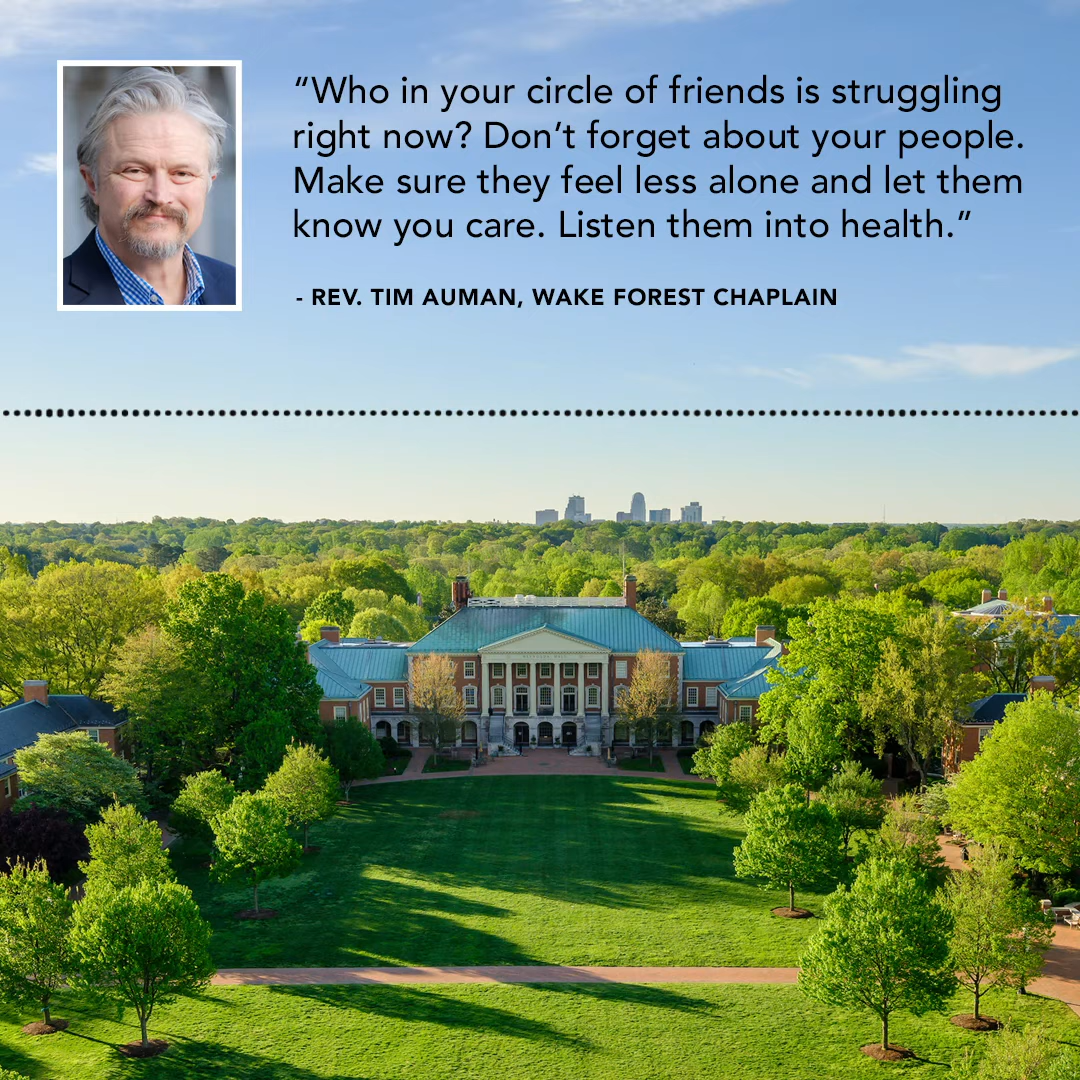 “Who in your circle of friends is struggling
right now? Don’t forget about your people.
Make sure they feel less alone and let them
know you care. Listen them into health.”
- REV. TIM AUMAN, WAKE FOREST CHAPLAIN